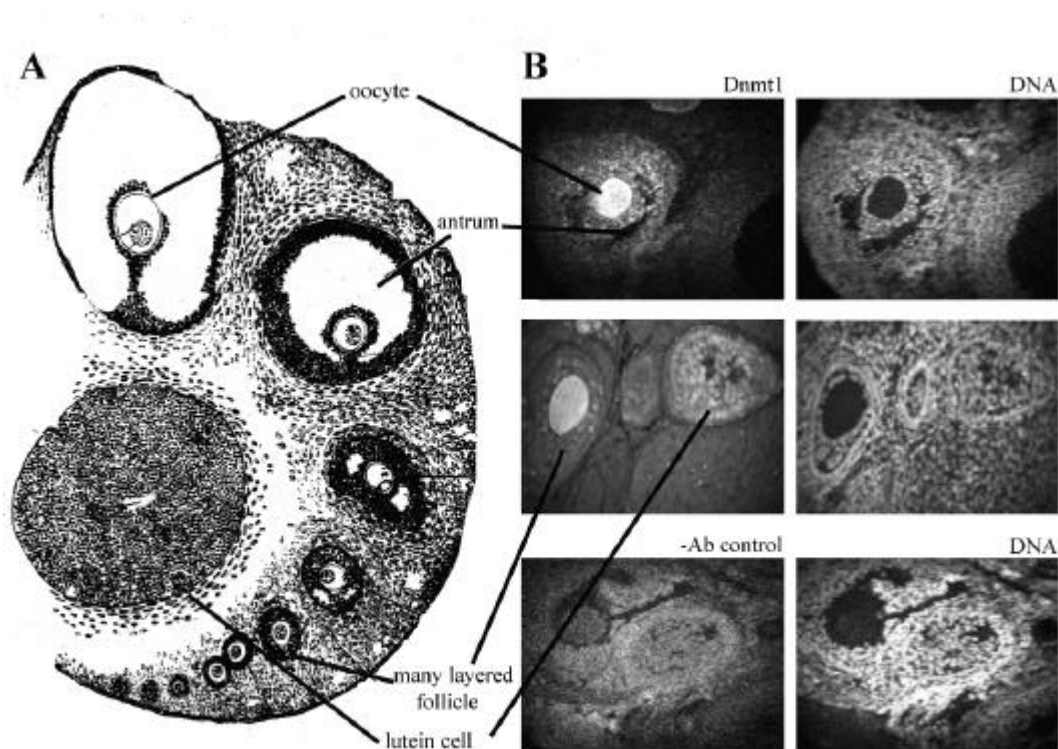 A
B
Dnmt1
DNA
oocyte
antrum
-Ab control
DNA
many layered
follicle
lutein cell